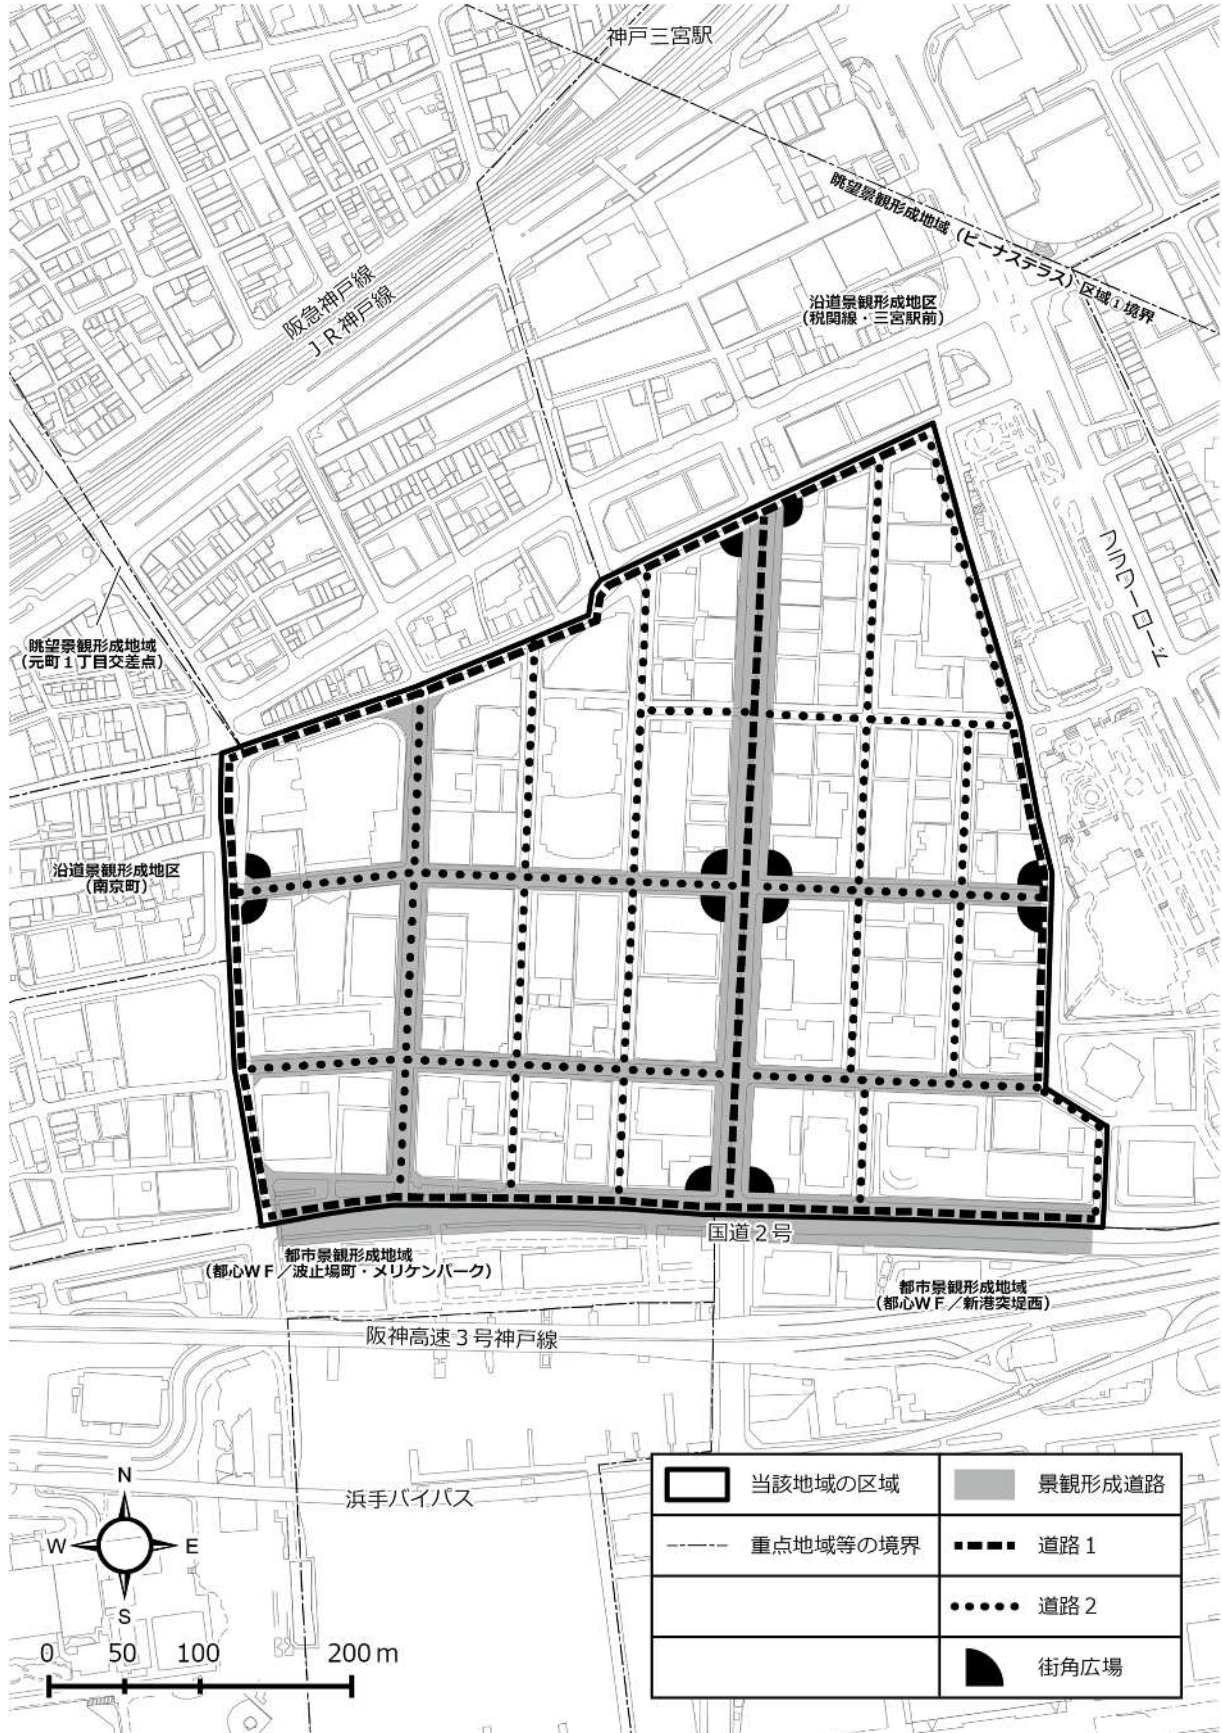 神戸三宮駅
眺望景観形成地域（ビーナステラス）区域①境界
阪急神戸線
ＪＲ神戸線
沿道景観形成地区
(税関線・三宮駅前)
フラワーロード
眺望景観形成地域
(元町１丁目交差点)
沿道景観形成地区
(南京町)
国道２号
都市景観形成地域
(都心ＷＦ／波止場町・メリケンパーク)
都市景観形成地域
(都心ＷＦ／新港突堤西)
阪神高速３号神戸線
浜手バイパス
N
W E
S
0 50 100 200 m
当該地域の区域 景観形成道路
重点地域等の境界 道路１
道路２
街角広場